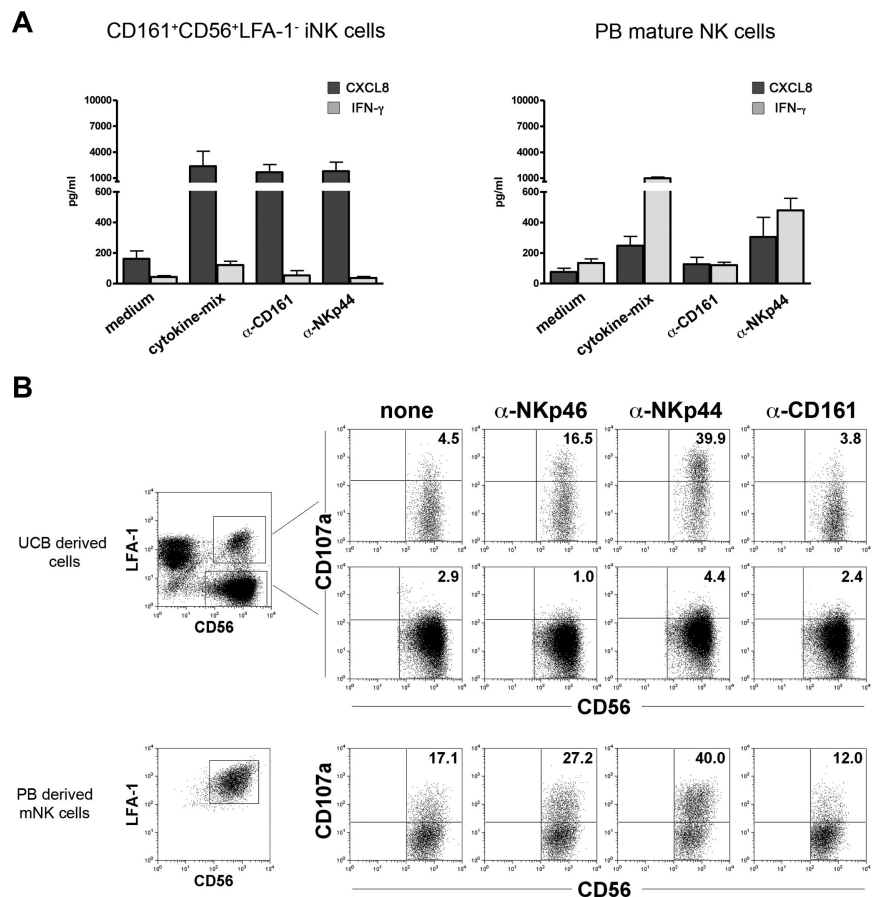 A
CD161+CD56+LFA-1- iNK cells
PB mature NK cells
CXCL8
IFN-γ
10000
7000
4000
1000
600
400
200
0
pg/ml
medium
cytokine-mix
α-CD161
α-NKp44
CXCL8
IFN-γ
10000
7000
4000
1000
600
400
200
0
pg/ml
medium
cytokine-mix
α-CD161
α-NKp44
B
none
α-NKp46
α-NKp44
α-CD161
4.5
16.5
39.9
3.8
UCB derived
cells
LFA-1
CD56
CD107a
2.9
1.0
4.4
2.4
CD56
PB derived
mNK cells
LFA-1
CD56
CD107a
17.1
27.2
40.0
12.0
CD56